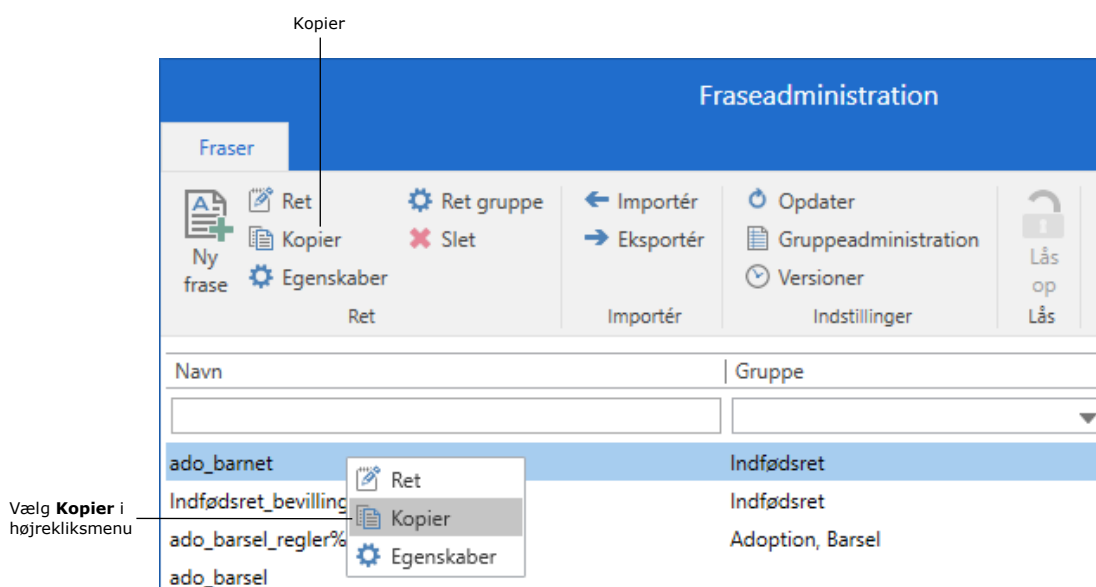 Kopier
Fraseadministration
Fraser
Ny
frase
Ret
Kopier
Egenskaber
Ret gruppe
Slet
Ret
Importér
Eksportér
Importér
Opdater
Gruppeadministration
Versioner
Indstillinger
Lås
op
Lås
Navn
Gruppe
ado_barnet
Indfødsret
Indfødsret_bevilling
Indfødsret
ado_barsel_regler%
Adoption, Barsel
ado_barsel
Ret
Kopier
Egenskaber
Vælg Kopier i
højrekliksmenu